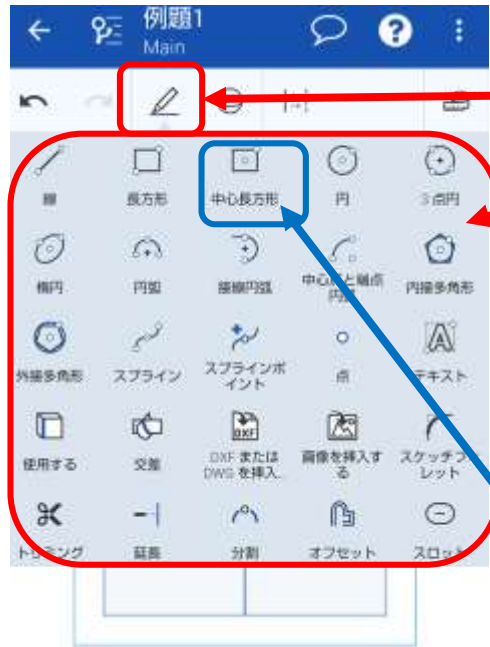 例題1
Main
線
長方形
中心長方形
円
3 点円
楕円
円弧
接線円弧
中心点と端点
円弧
内接多角形
外接多角形
スプライン
スプラインポ
イント
点
テキスト
使用する
交差
DXF
DXF または
DWG を挿入...
画像を挿入す
る
スケッチフィ
レット
トリミング
延長
分割
オフセット
スロット